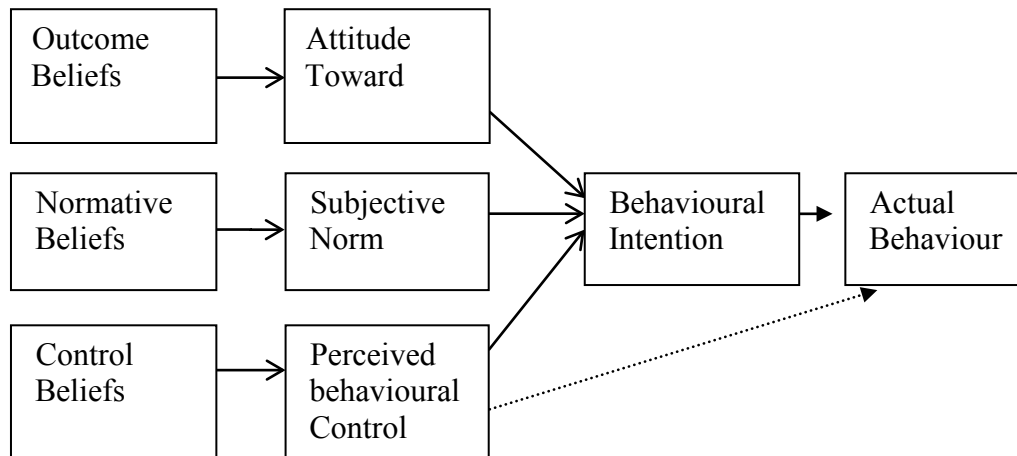 Outcome
Beliefs
Attitude
Toward
Normative
Beliefs
Subjective
Norm
Behavioural
Intention
Actual
Behaviour
Control
Beliefs
Perceived
behavioural
Control